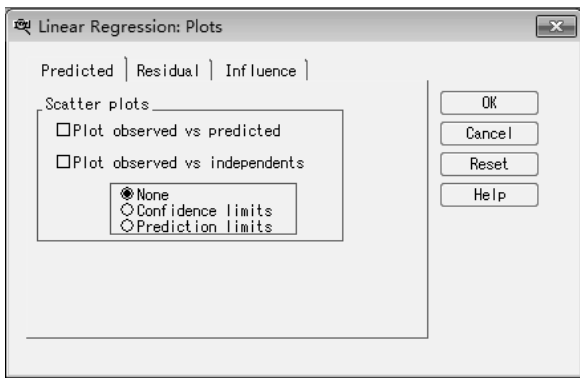 Linear Regression: Plots
Predicted Residual Influence
Scatter plots
Plot observed vs predicted
Plot observed vs independents
None
Confidence limits
Prediction limits
OK
Cancel
Reset
Help